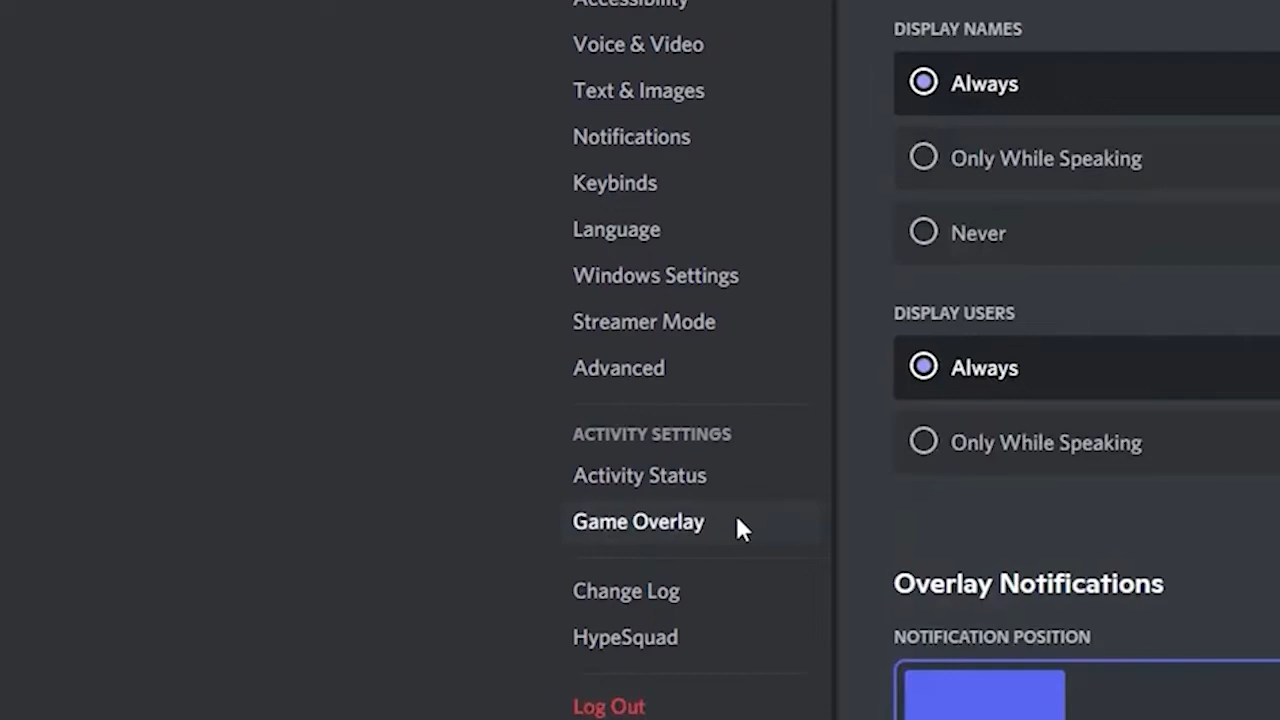 Accessibility
Voice & Video
Text & Images
Notifications
Keybinds
Language
Windows Settings
Streamer Mode
Advanced
ACTIVITY SETTINGS
Activity Status
Game Overlay
Change Log
HypeSquad
Log Out
DISPLAY NAMES
Always
Only While Speaking
Never
DISPLAY USERS
Always
Only While Speaking
Overlay Notifications
NOTIFICATION POSITION